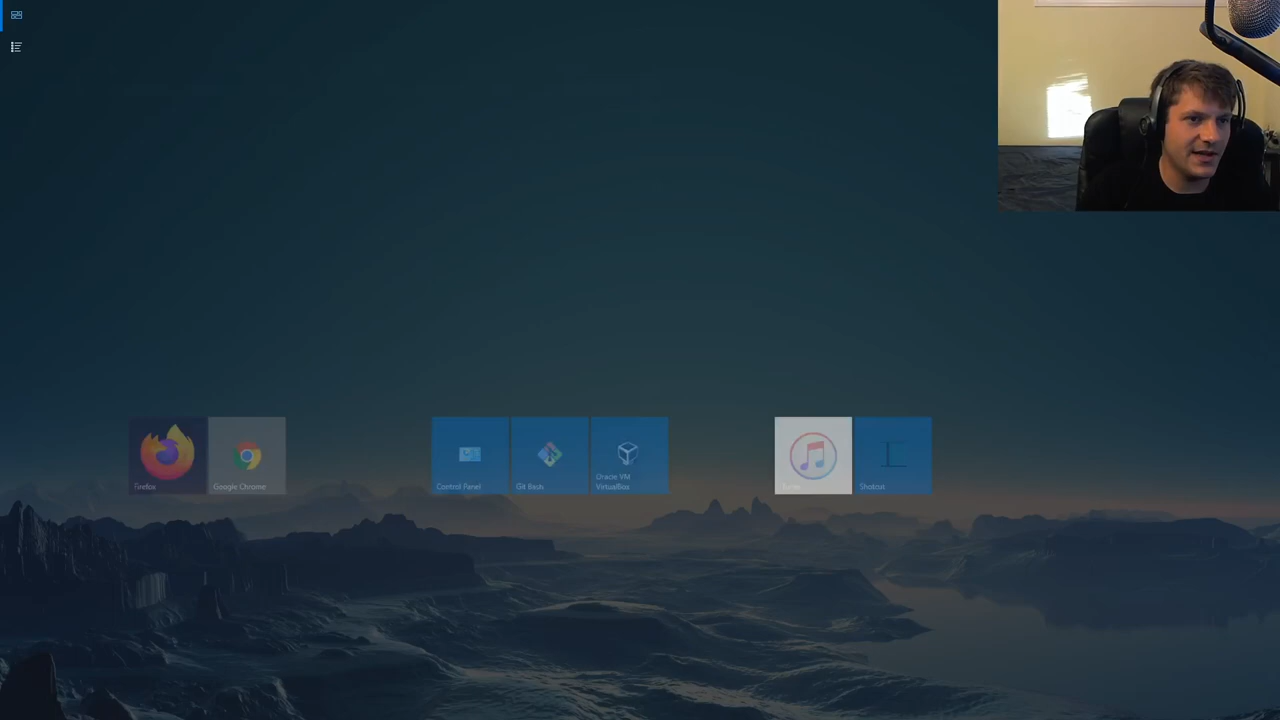 Firefox
Google Chrome
Control Panel
Git Bash
Oracle VM
VirtualBox
Shotcut